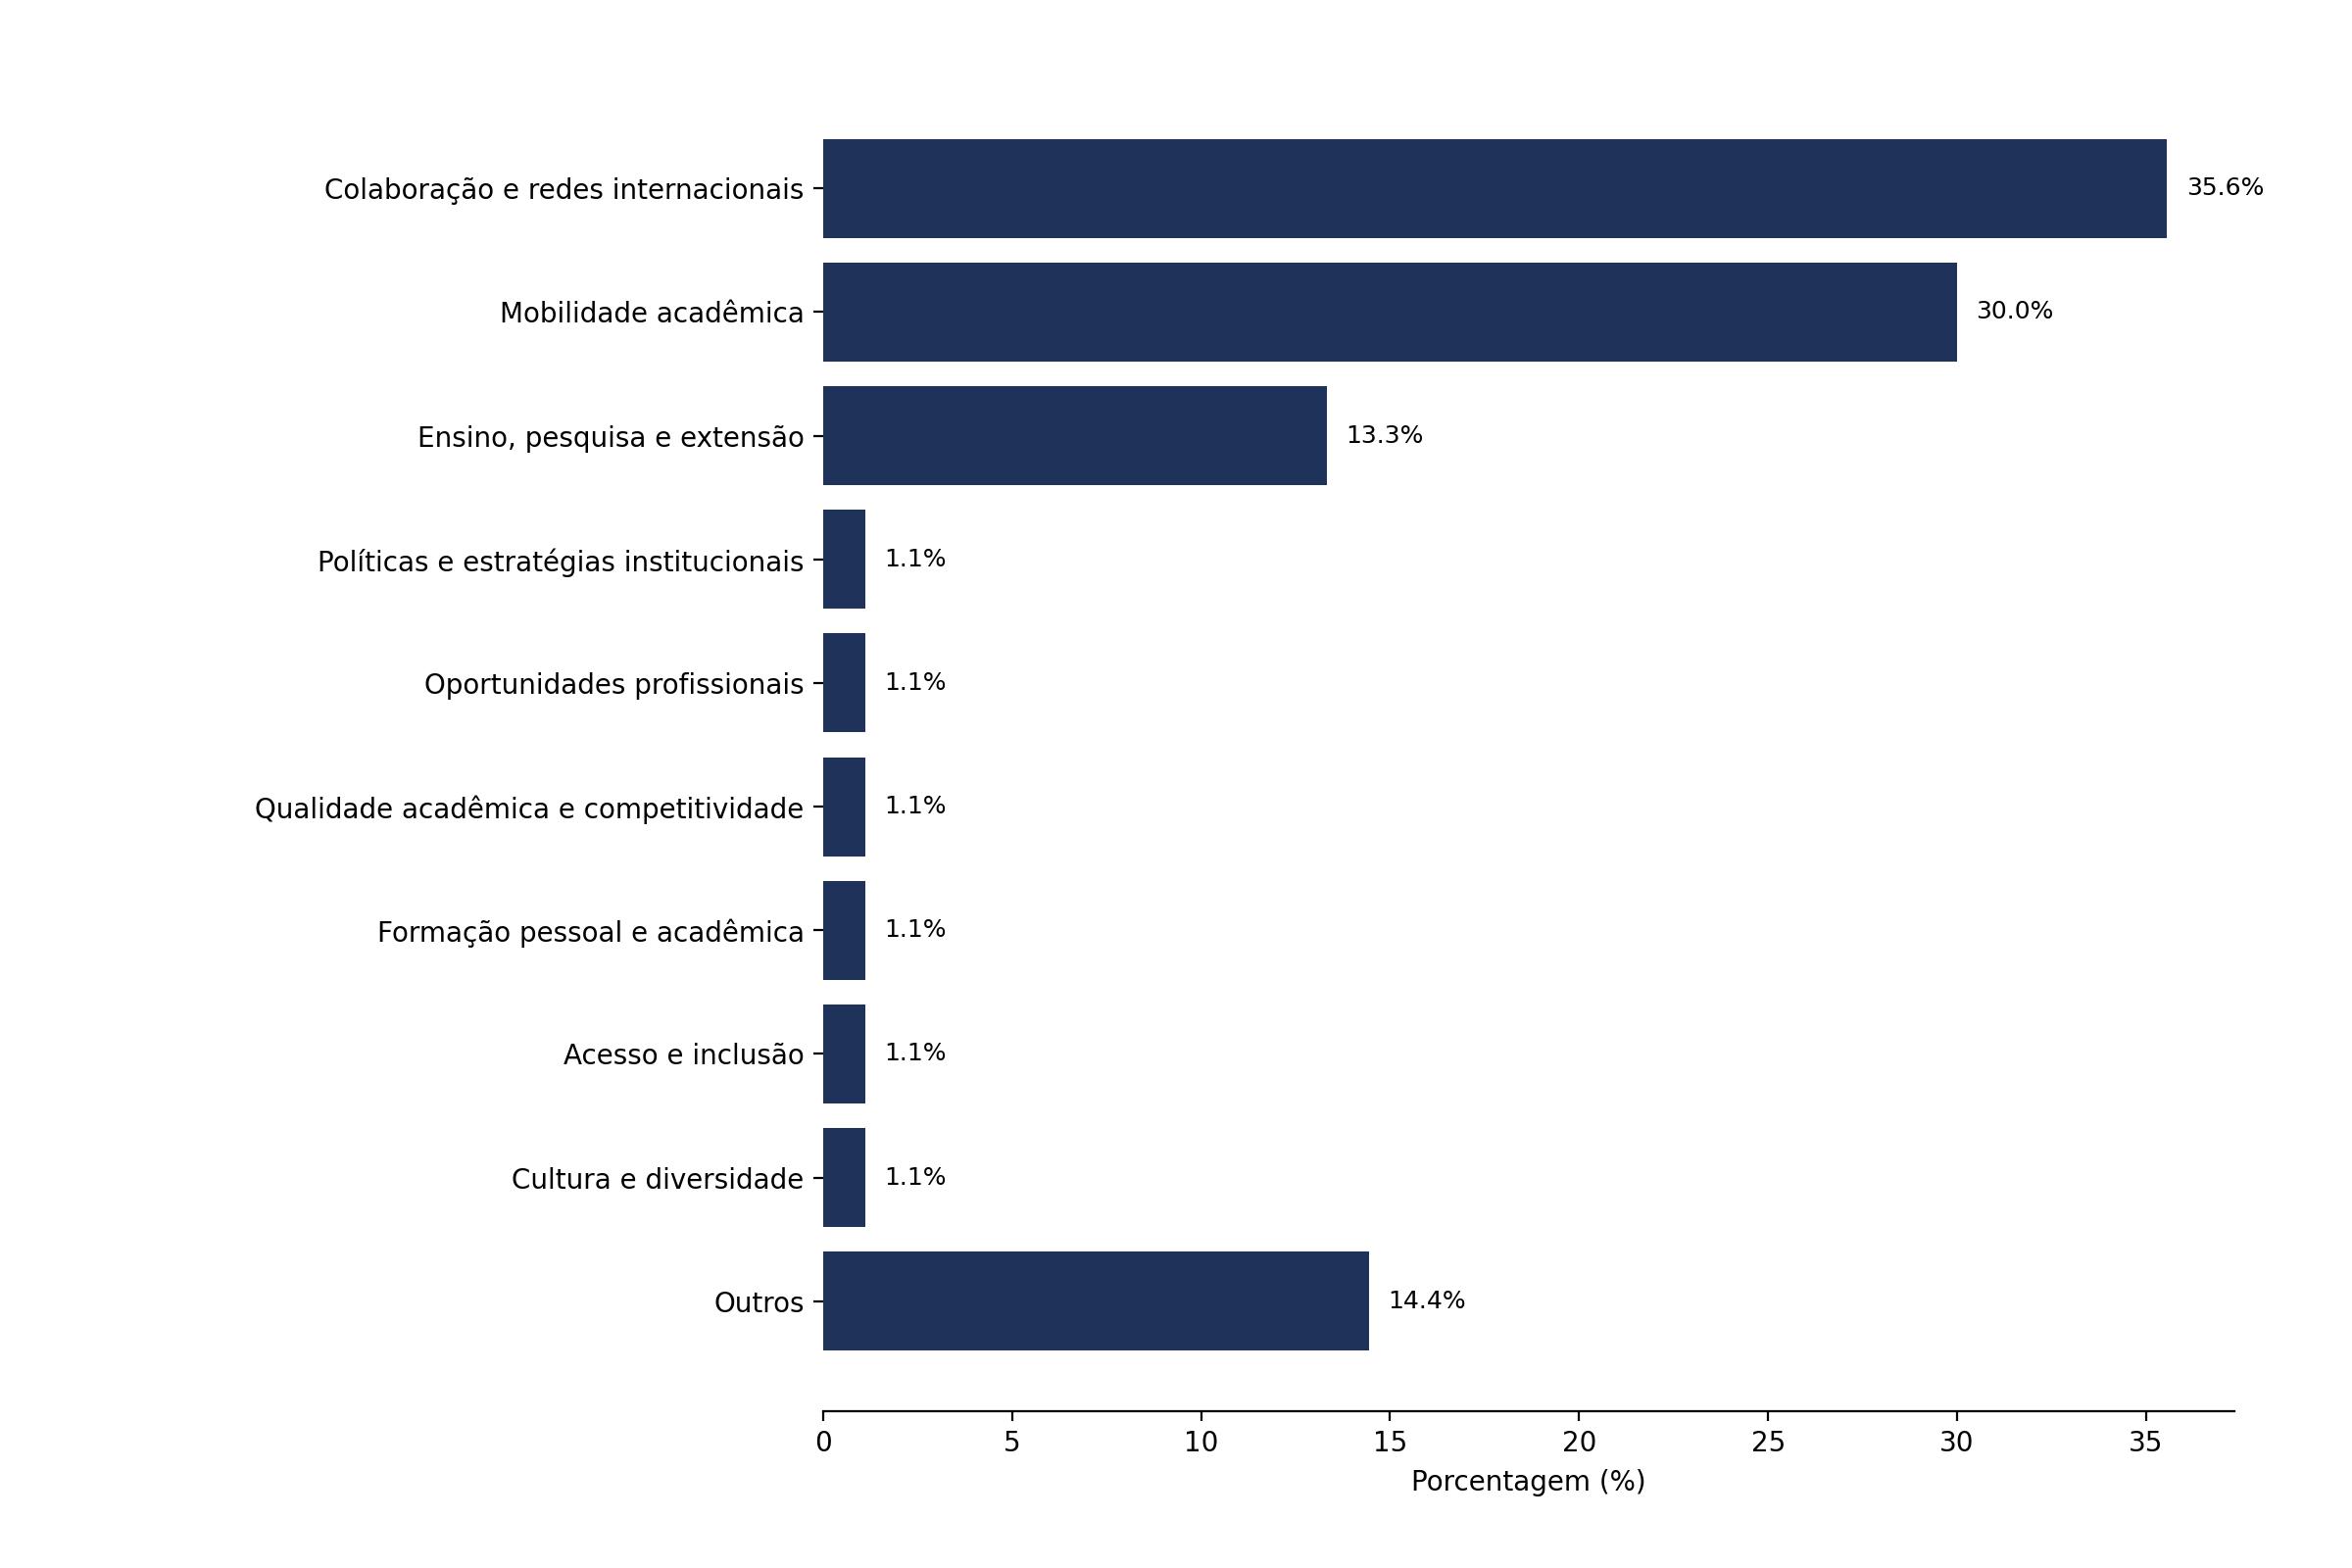 Colaboração e redes internacionais 35.6%
Mobilidade acadêmica 30.0%
Ensino, pesquisa e extensão 13.3%
Políticas e estratégias institucionais 1.1%
Oportunidades profissionais 1.1%
Qualidade acadêmica e competitividade 1.1%
Formação pessoal e acadêmica 1.1%
Acesso e inclusão 1.1%
Cultura e diversidade 1.1%
Outros 14.4%
0 5 10 15 20 25 30 35
Porcentagem (%)